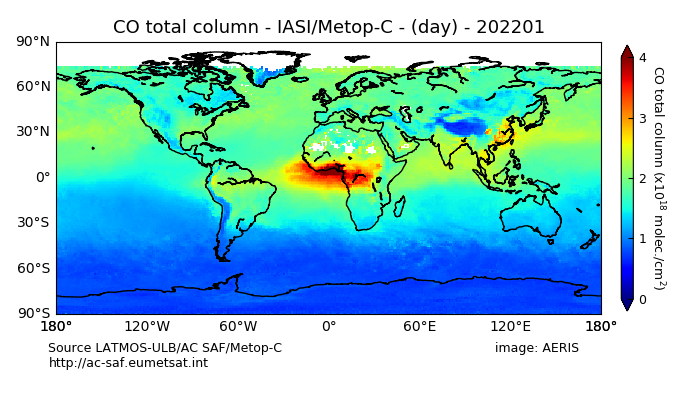 CO total column - IASI/Metop-C - (day) - 202201
90°N
60°N
30°N
0°
30°S
60°S
90°S
180° 120°W 60°W 0° 60°E 120°E 180°
4
3
2
1
0
CO total column (x10¹⁸ molec./cm²)
Source LATMOS-ULB/AC SAF/Metop-C
http://ac-saf.eumetsat.int
image: AERIS